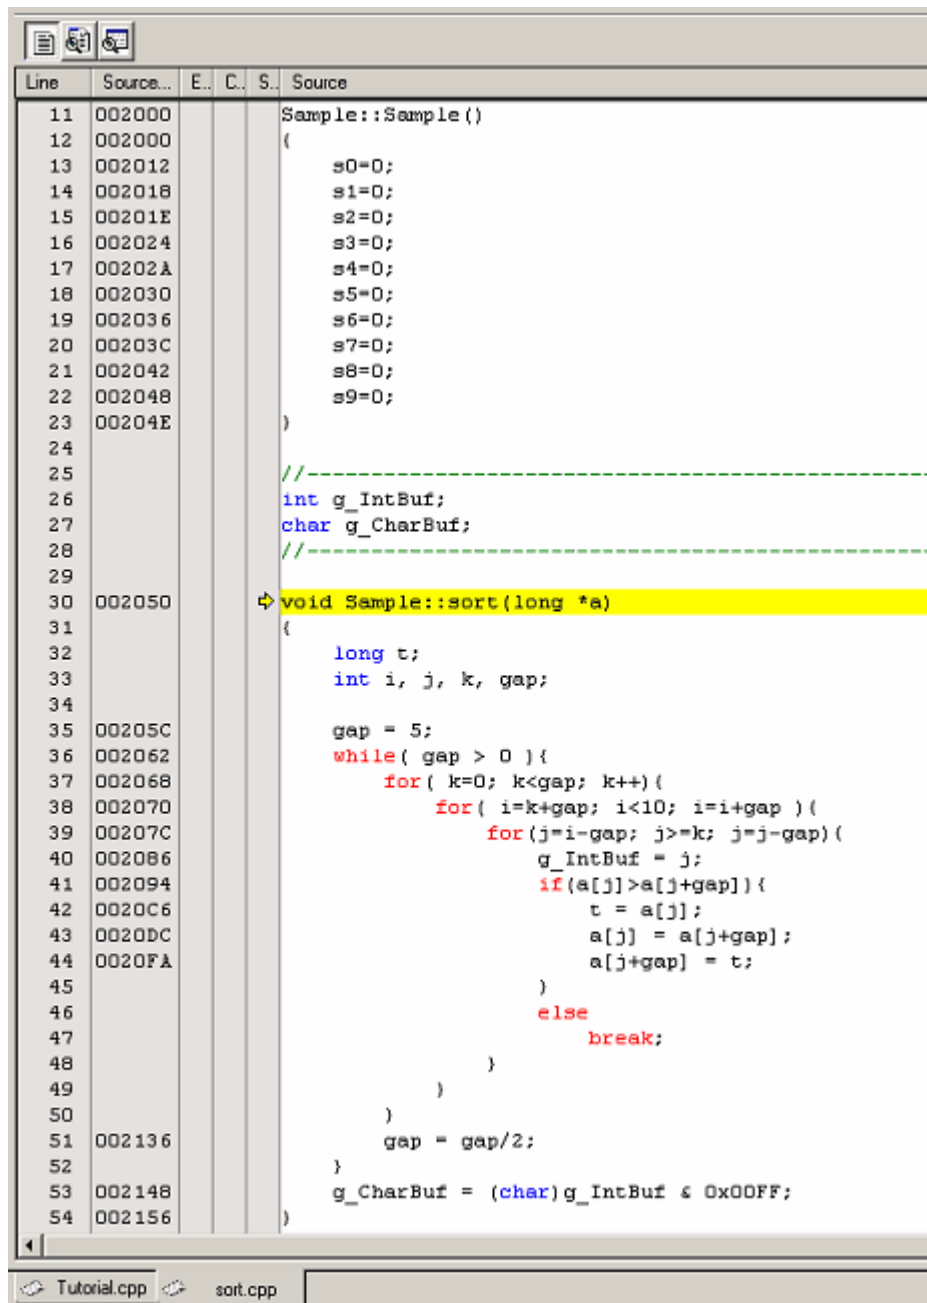 Line Source... E.. C.. S.. Source
11 002000 Sample::Sample()
12 002000 {
13 002012 s0=0;
14 002018 s1=0;
15 00201E s2=0;
16 002024 s3=0;
17 00202A s4=0;
18 002030 s5=0;
19 002036 s6=0;
20 00203C s7=0;
21 002042 s8=0;
22 002048 s9=0;
23 00204E }
24
25 //------------------------------------------------
26 int g_IntBuf;
27 char g_CharBuf;
28 //------------------------------------------------
29
30 002050 void Sample::sort(long *a)
31 {
32 long t;
33 int i, j, k, gap;
34
35 00205C gap = 5;
36 002062 while( gap > 0 ){
37 002068 for( k=0; k<gap; k++){
38 002070 for( i=k+gap; i<10; i=i+gap ){
39 00207C for(j=i-gap; j>=k; j=j-gap){
40 002086 g_IntBuf = j;
41 002094 if(a[j]>a[j+gap]){
42 0020C6 t = a[j];
43 0020DC a[j] = a[j+gap];
44 0020FA a[j+gap] = t;
45 }
46 else
47 break;
48 }
49 }
50 }
51 002136 gap = gap/2;
52 }
53 002148 g_CharBuf = (char)g_IntBuf & 0x00FF;
54 002156 }
Tutorial.cpp sort.cpp